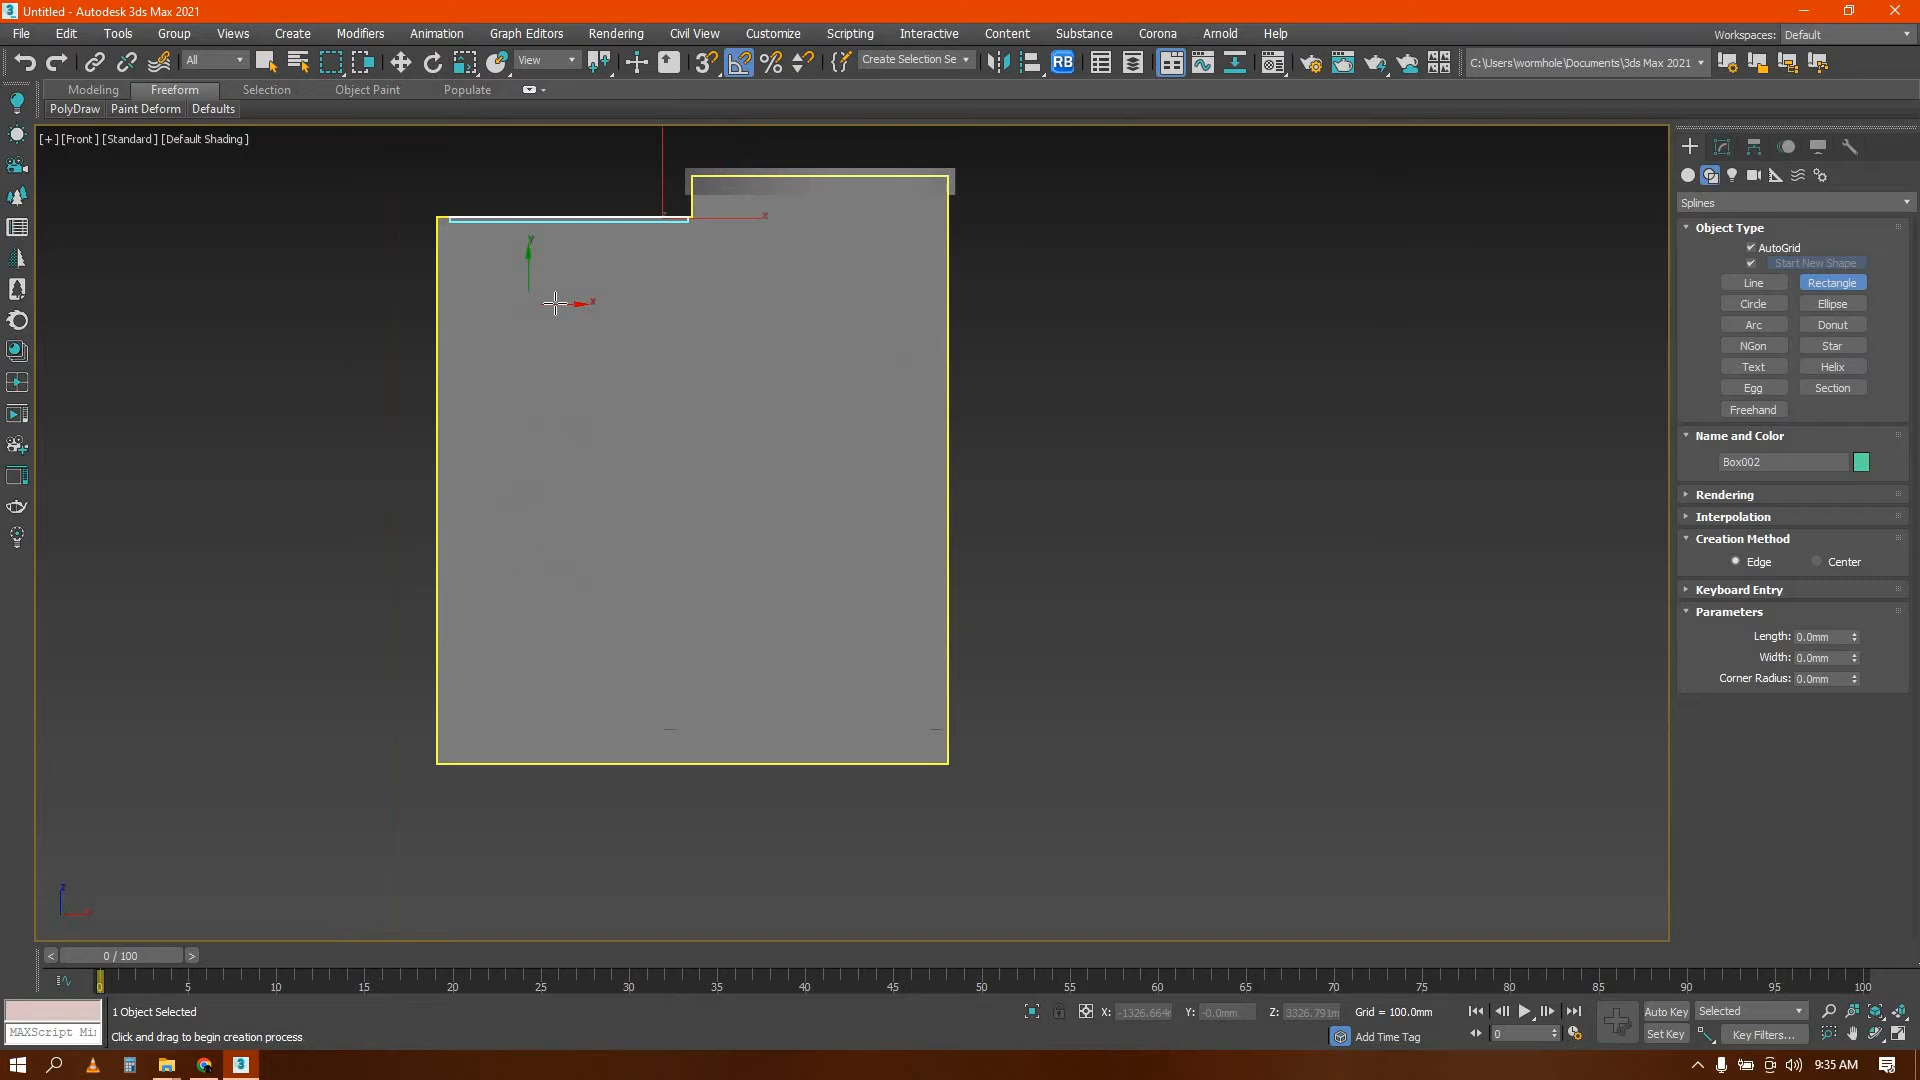 Untitled - Autodesk 3ds Max 2021
File Edit Tools Group Views Create Modifiers Animation Graph Editors Rendering Civil View Customize Scripting Interactive Content Substance Corona Arnold Help
Workspaces: Default
All View Create Selection Se RB C:\Users\wormhole\Documents\3ds Max 2021
Modeling Freeform Selection Object Paint Populate
PolyDraw Paint Deform Defaults
[+] [Front] [Standard] [Default Shading]
x
y
x
z
Splines
Object Type
AutoGrid
Start New Shape
Line Rectangle
Circle Ellipse
Arc Donut
NGon Star
Text Helix
Egg Section
Freehand
Name and Color
Box002
Rendering
Interpolation
Creation Method
Edge Center
Keyboard Entry
Parameters
Length: 0.0mm
Width: 0.0mm
Corner Radius: 0.0mm
< 0 / 100 >
0 5 10 15 20 25 30 35 40 45 50 55 60 65 70 75 80 85 90 95 100
1 Object Selected
X: -1326.664r Y: -0.0mm Z: 3326.791m Grid = 100.0mm
Auto Key Selected
MAXScript Mi
Click and drag to begin creation process
Add Time Tag
0
Set Key Key Filters...
9:35 AM